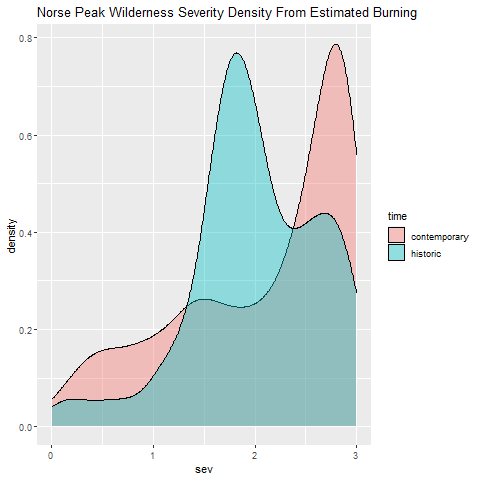 Norse Peak Wilderness Severity Density From Estimated Burning
0.8
0.6
0.4
0.2
0.0
density
0
1
2
3
sev
time
contemporary
historic